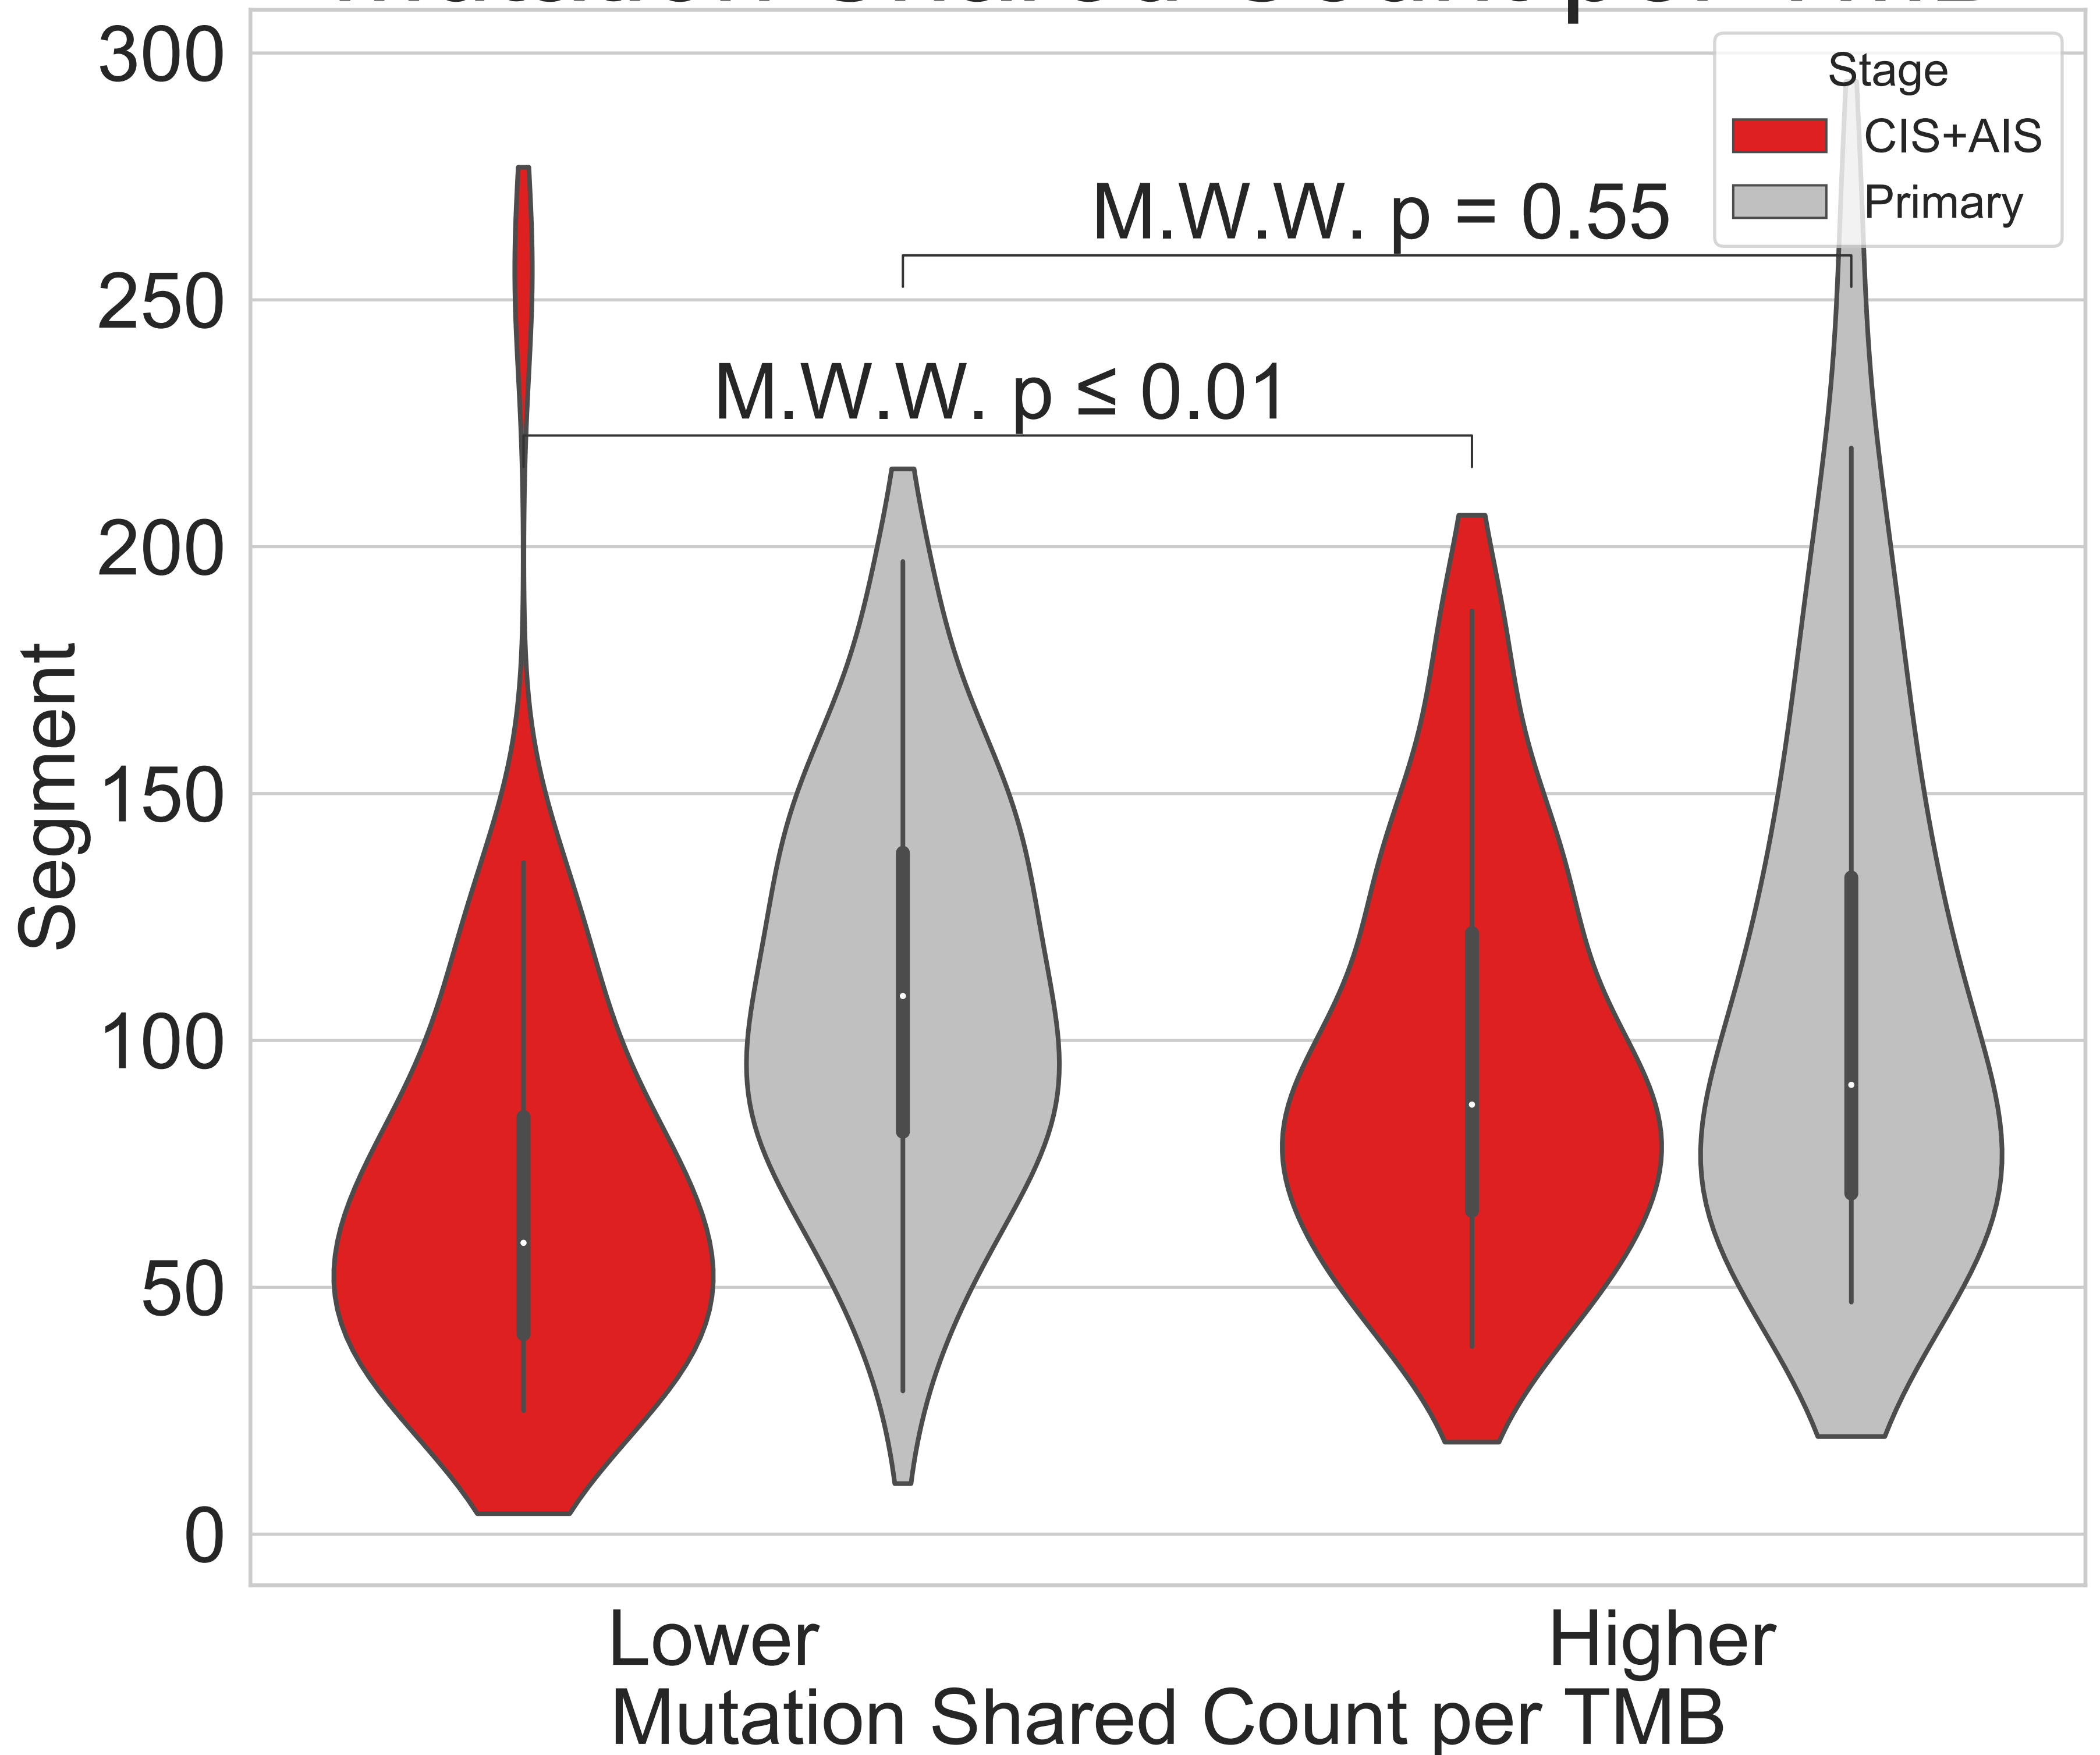 300
250
200
150
100
50
0
Segment
Stage
CIS+AIS
Primary
M.W.W. p = 0.55
M.W.W. p ≤ 0.01
Lower
Higher
Mutation Shared Count per TMB